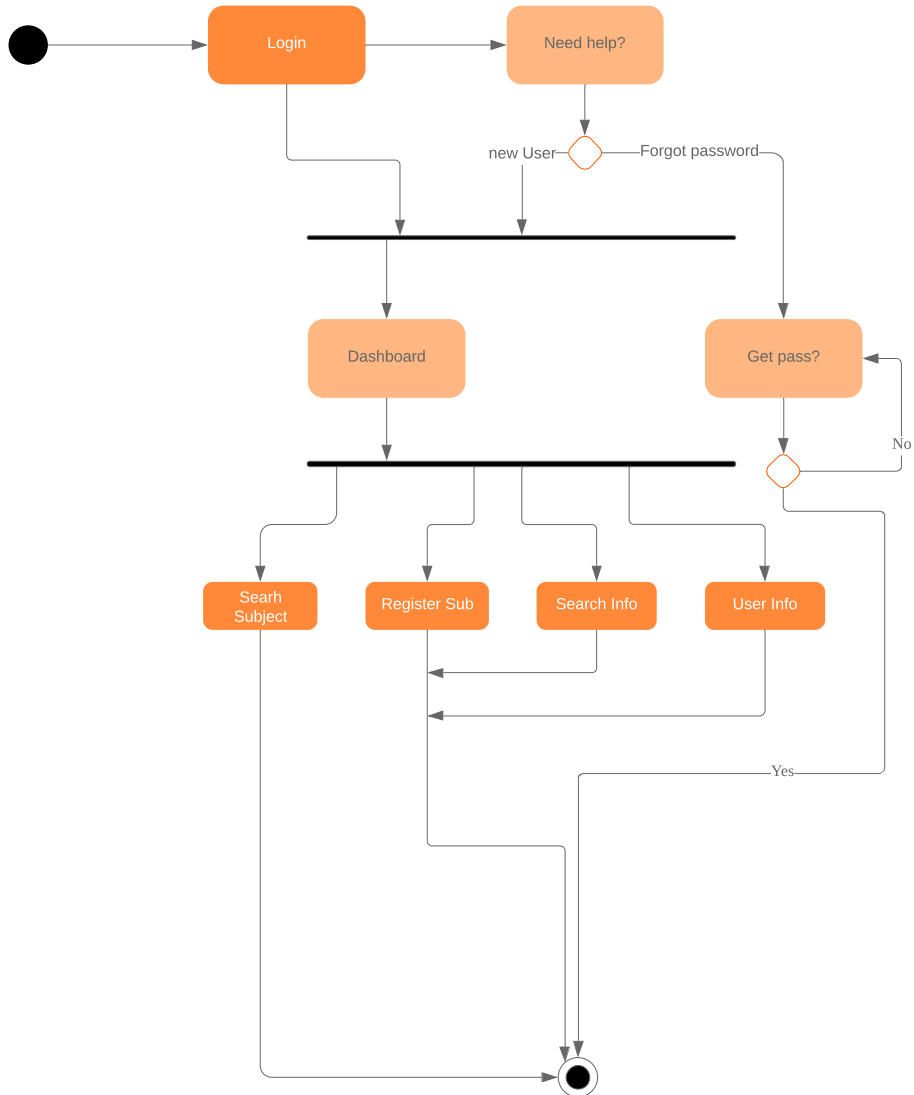 Login
Need help?
new User
Forgot password
Dashboard
Get pass?
No
Searh
Subject
Register Sub
Search Info
User Info
Yes